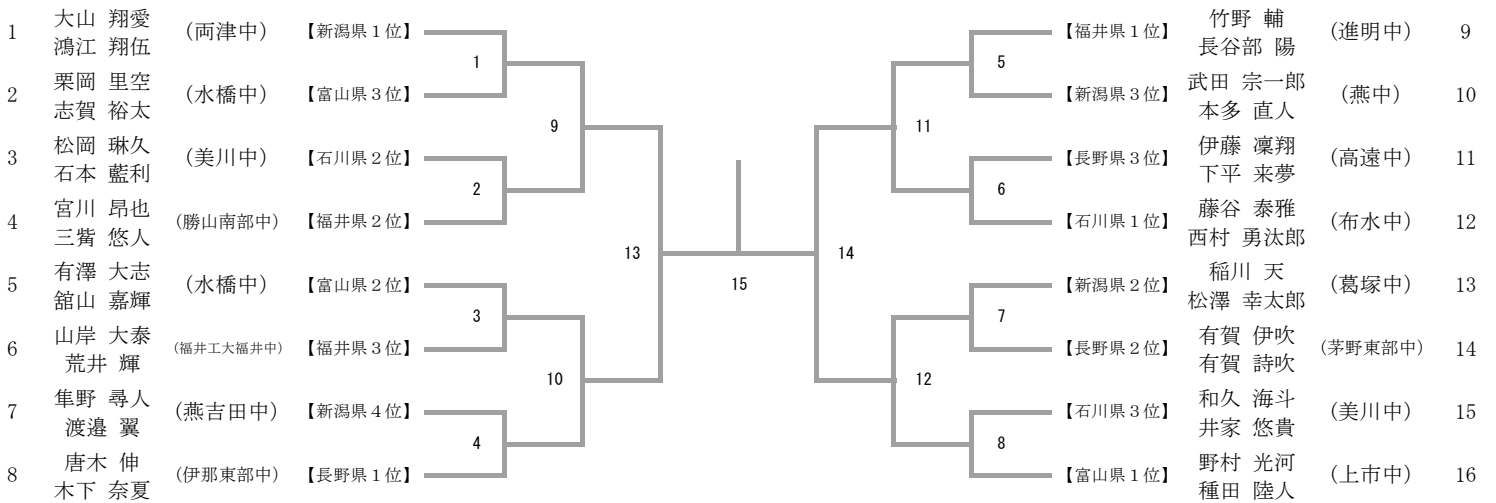 大山 翔愛
1 (両津中) 【新潟県１位】
鴻江 翔伍
1
栗岡 里空
2 (水橋中) 【富山県３位】
志賀 裕太
9
松岡 琳久
3 (美川中) 【石川県２位】
石本 藍利
2
宮川 昂也
4 (勝山南部中) 【福井県２位】
三觜 悠人
13
有澤 大志
5 (水橋中) 【富山県２位】
舘山 嘉輝
3
山岸 大泰
6 (福井工大福井中) 【福井県３位】
荒井 輝
10
隼野 尋人
7 (燕吉田中) 【新潟県４位】
渡邉 翼
4
唐木 伸
8 (伊那東部中) 【長野県１位】
木下 奈夏
15
竹野 輔
【福井県１位】 (進明中) 9
長谷部 陽
5
武田 宗一郎
【新潟県３位】 (燕中) 10
本多 直人
11
伊藤 凜翔
【長野県３位】 (高遠中) 11
下平 来夢
6
藤谷 泰雅
【石川県１位】 (布水中) 12
西村 勇汰郎
14
稲川 天
【新潟県２位】 (葛塚中) 13
松澤 幸太郎
7
有賀 伊吹
【長野県２位】 (茅野東部中) 14
有賀 詩吹
12
和久 海斗
【石川県３位】 (美川中) 15
井家 悠貴
8
野村 光河
【富山県１位】 (上市中) 16
種田 陸人